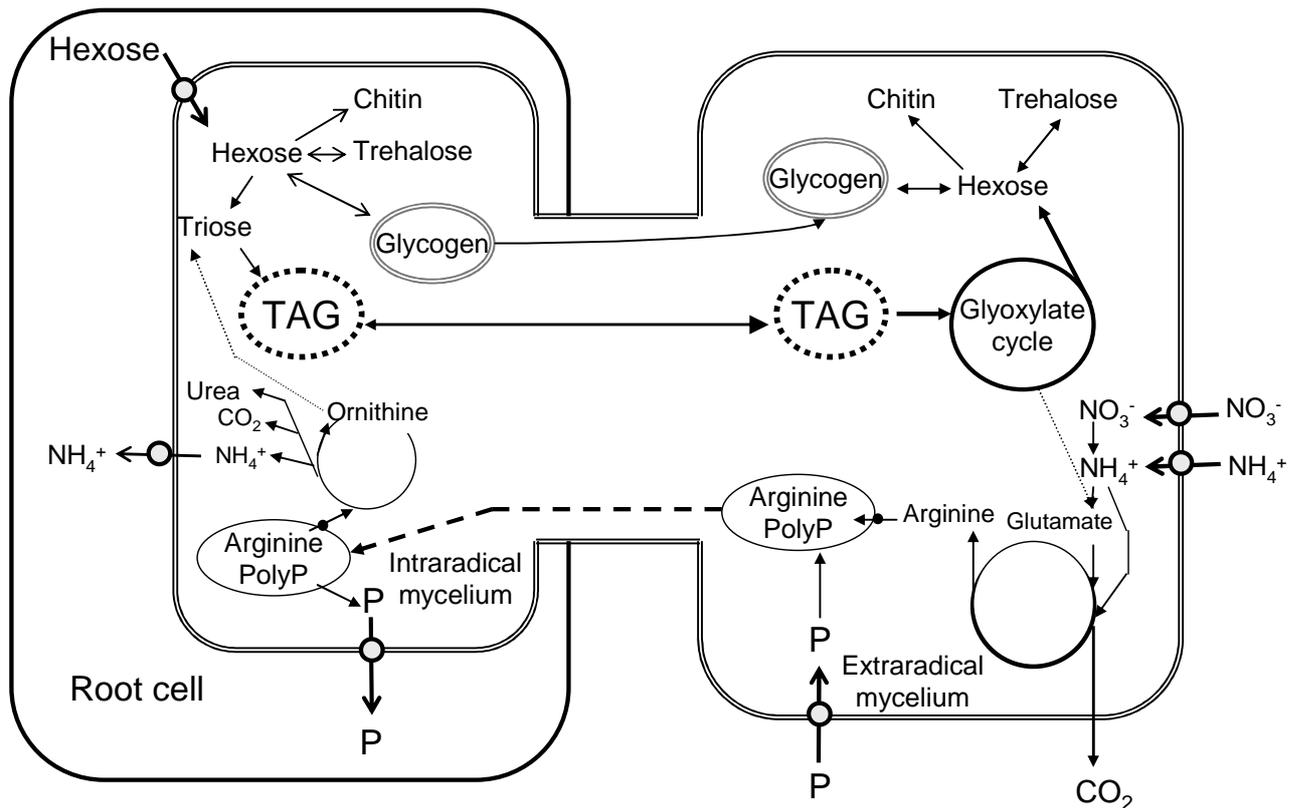 Hexose
Chitin
Hexose
Trehalose
Triose
Glycogen
TAG
Urea
CO2
Ornithine
NH4+
NH4+
Arginine
PolyP
Intraradical
mycelium
P
P
Root cell
Chitin
Trehalose
Glycogen
Hexose
TAG
Glyoxylate
cycle
NO3-
NO3-
NH4+
NH4+
Arginine
PolyP
Arginine
Glutamate
P
Extraradical
mycelium
P
CO2